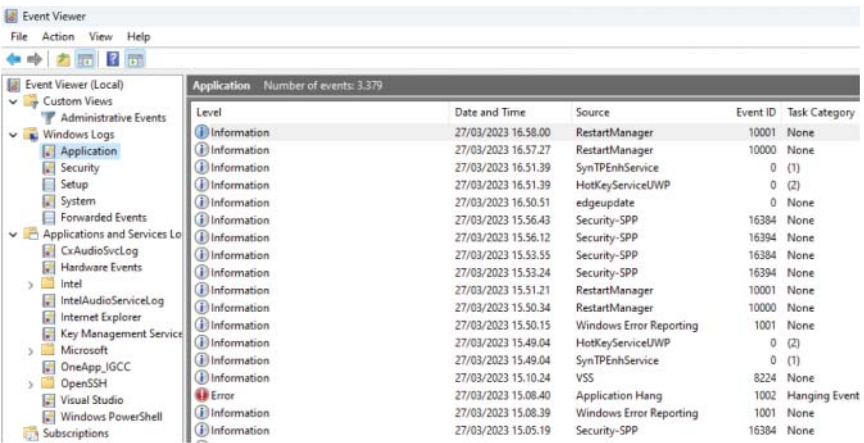 Event Viewer
File Action View Help
Event Viewer (Local)
Custom Views
Administrative Events
Windows Logs
Application
Security
Setup
System
Forwarded Events
Applications and Services Lo
CxAudioSvcLog
Hardware Events
Intel
IntelAudioServiceLog
Internet Explorer
Key Management Service
Microsoft
OneApp_IGCC
OpenSSH
Visual Studio
Windows PowerShell
Subscriptions
Application Number of events: 3.379
Level Date and Time Source Event ID Task Category
Information 27/03/2023 16.58.00 RestartManager 10001 None
Information 27/03/2023 16.57.27 RestartManager 10000 None
Information 27/03/2023 16.51.39 SynTPEnhService 0 (1)
Information 27/03/2023 16.51.39 HotKeyServiceUWP 0 (2)
Information 27/03/2023 16.50.51 edgeupdate 0 None
Information 27/03/2023 15.56.43 Security-SPP 16384 None
Information 27/03/2023 15.56.12 Security-SPP 16394 None
Information 27/03/2023 15.53.55 Security-SPP 16384 None
Information 27/03/2023 15.53.24 Security-SPP 16394 None
Information 27/03/2023 15.51.21 RestartManager 10001 None
Information 27/03/2023 15.50.34 RestartManager 10000 None
Information 27/03/2023 15.50.15 Windows Error Reporting 1001 None
Information 27/03/2023 15.49.04 HotKeyServiceUWP 0 (2)
Information 27/03/2023 15.49.04 SynTPEnhService 0 (1)
Information 27/03/2023 15.10.24 VSS 8224 None
Error 27/03/2023 15.08.40 Application Hang 1002 Hanging Event
Information 27/03/2023 15.08.39 Windows Error Reporting 1001 None
Information 27/03/2023 15.05.19 Security-SPP 16384 None